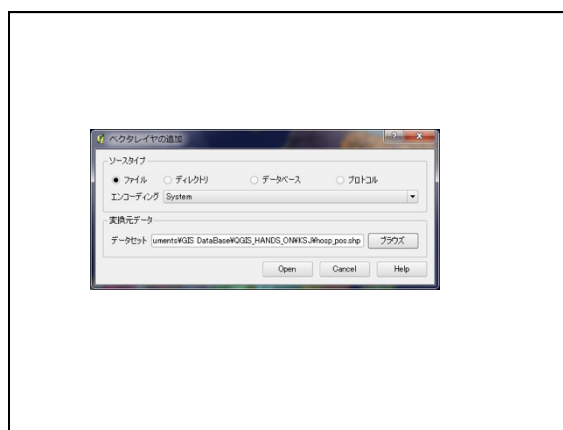 ベクタレイヤの追加
ソースタイプ
ファイル ディレクトリ データベース プロトコル
エンコーディング System
変換元データ
データセット uments¥GIS DataBase¥QGIS_HANDS_ON¥KSJ¥hosp_pos.shp ブラウズ
Open Cancel Help